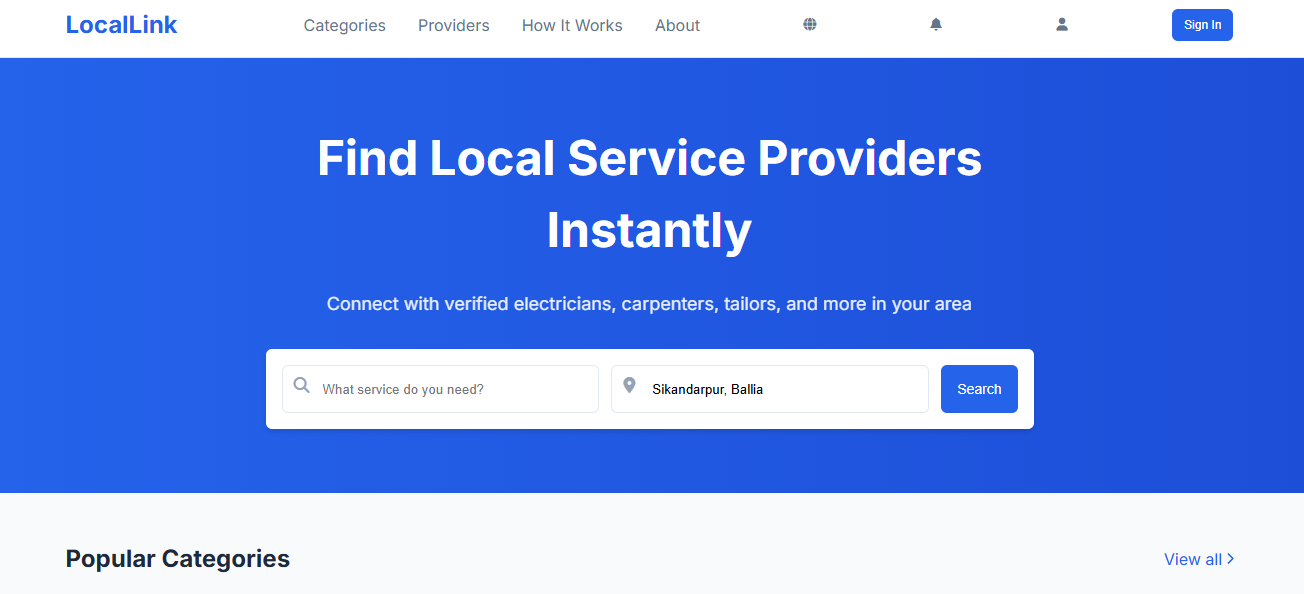 LocalLink
Categories
Providers
How It Works
About
Sign In
Find Local Service Providers
Instantly
Connect with verified electricians, carpenters, tailors, and more in your area
What service do you need?
Sikandarpur, Ballia
Search
Popular Categories
View all